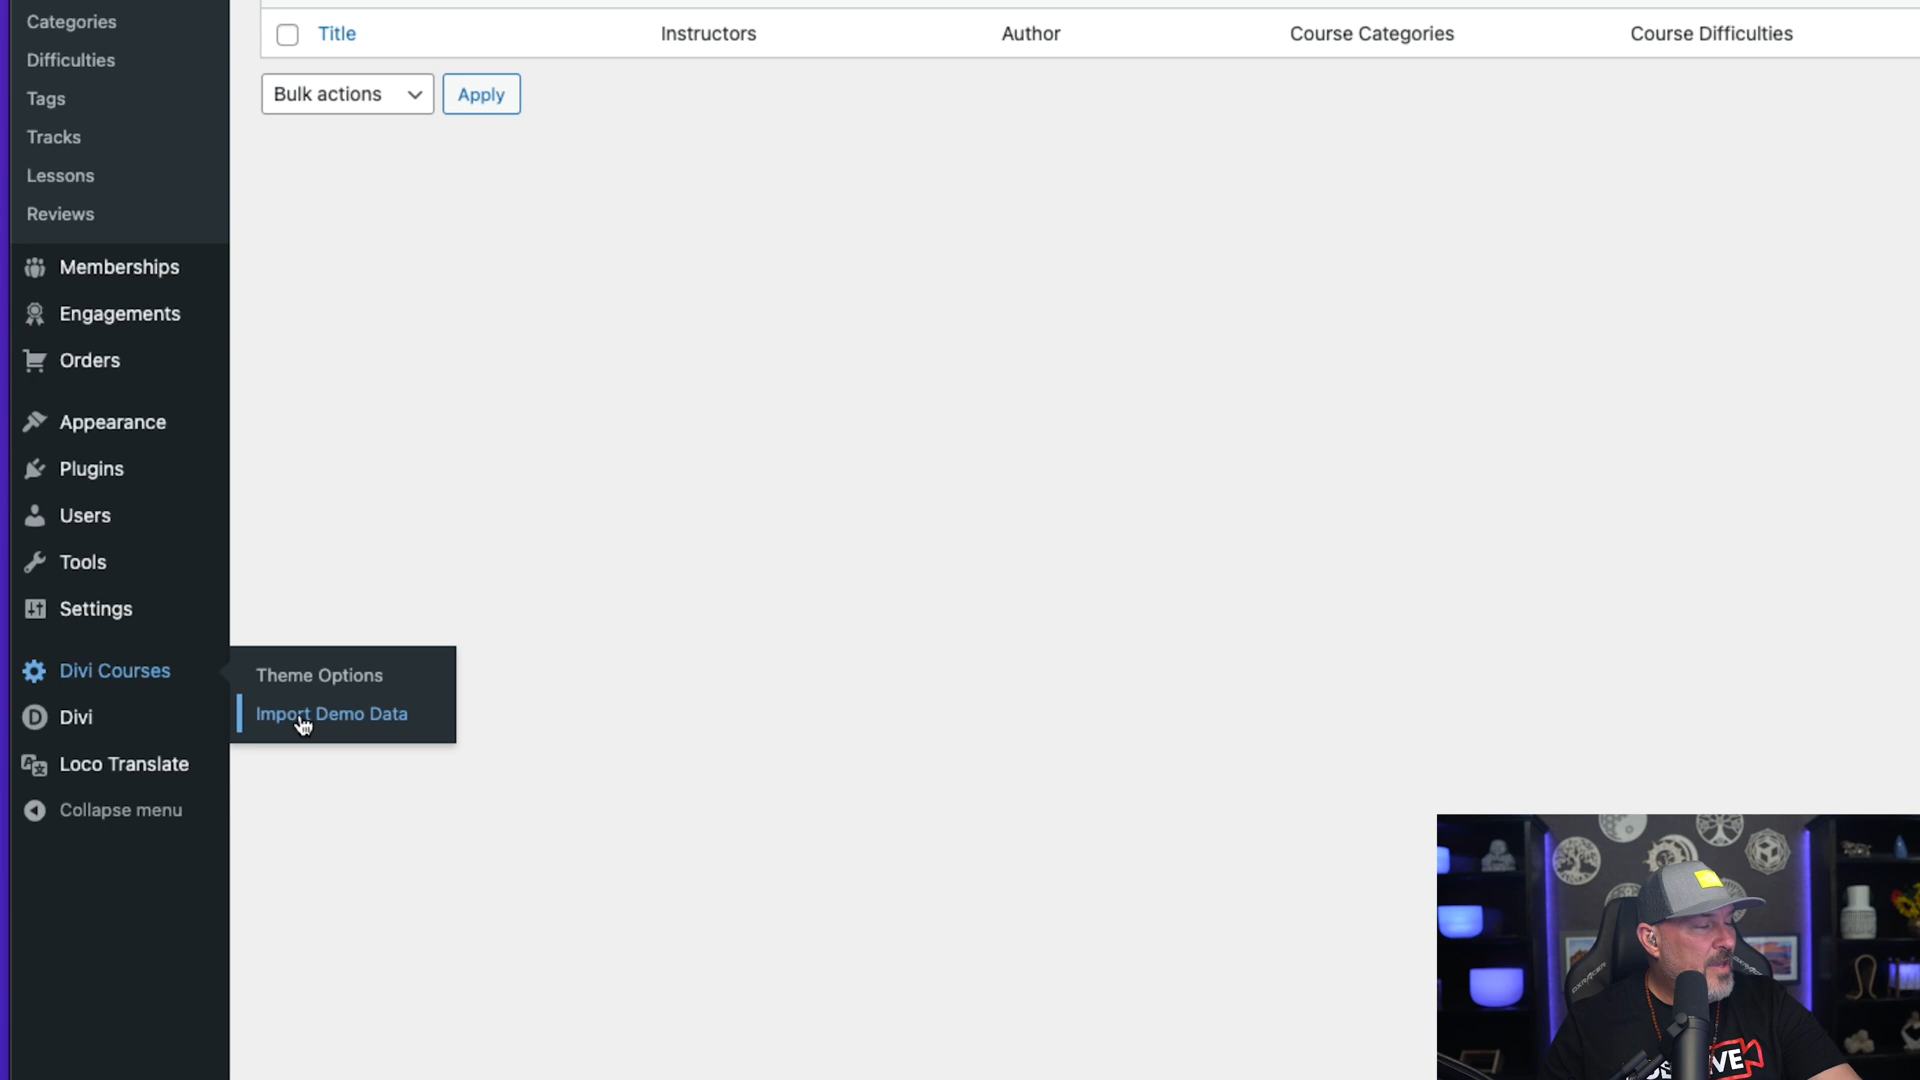 Categories
Difficulties
Tags
Tracks
Lessons
Reviews
Memberships
Engagements
Orders
Appearance
Plugins
Users
Tools
Settings
Divi Courses
Divi
Loco Translate
Collapse menu
Theme Options
Import Demo Data
Title Instructors Author Course Categories Course Difficulties
Bulk actions Apply
DXRACER